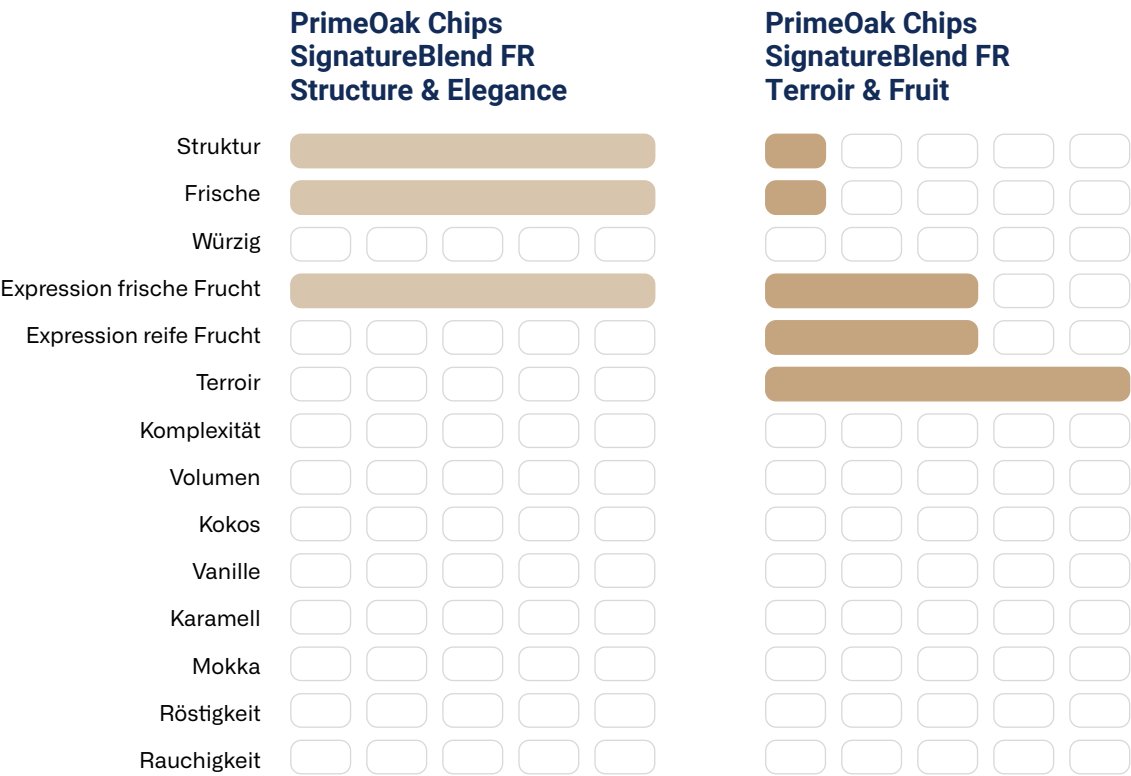 PrimeOak Chips
SignatureBlend FR
Structure & Elegance
PrimeOak Chips
SignatureBlend FR
Terroir & Fruit
Struktur
Frische
Würzig
Expression frische Frucht
Expression reife Frucht
Terroir
Komplexität
Volumen
Kokos
Vanille
Karamell
Mokka
Röstigkeit
Rauchigkeit